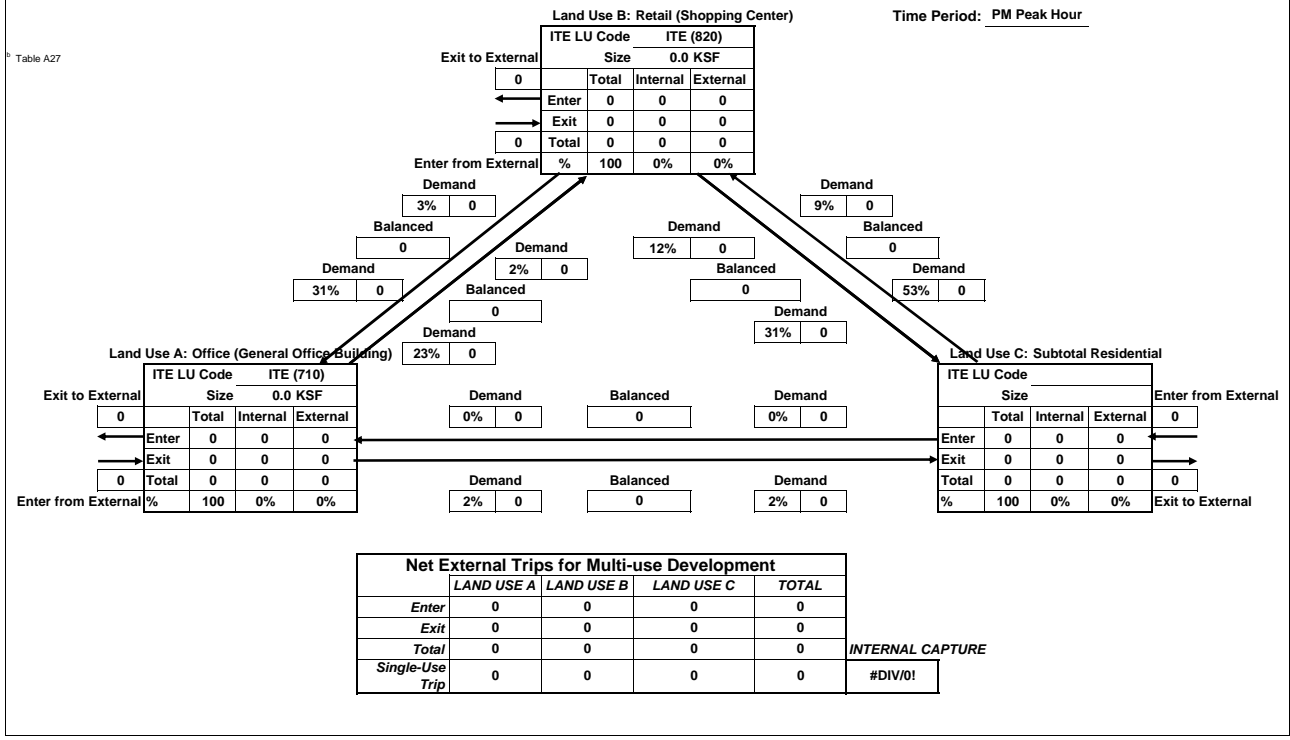 Land Use B: Retail (Shopping Center)
Time Period: PM Peak Hour
ITE LU Code ITE (820)
b Table A27
Exit to External Size 0.0 KSF
0 Total Internal External
Enter 0 0 0
Exit 0 0 0
0 Total 0 0 0
Enter from External % 100 0% 0%
Demand Demand
3% 0 9% 0
Balanced Demand Balanced
0 Demand 12% 0 0
Demand 2% 0 Balanced Demand
31% 0 Balanced 0 53% 0
0 Demand
Demand 31% 0
Land Use A: Office (General Office Building) 23% 0 Land Use C: Subtotal Residential
ITE LU Code ITE (710) ITE LU Code
Exit to External Size 0.0 KSF Demand Balanced Demand Size Enter from External
0 Total Internal External 0% 0 0 0% 0 Total Internal External 0
Enter 0 0 0 Enter 0 0 0
Exit 0 0 0 Exit 0 0 0
0 Total 0 0 0 Demand Balanced Demand Total 0 0 0 0
Enter from External % 100 0% 0% 2% 0 0 2% 0 % 100 0% 0% Exit to External
Net External Trips for Multi-use Development
LAND USE A LAND USE B LAND USE C TOTAL
Enter 0 0 0 0
Exit 0 0 0 0
Total 0 0 0 0 INTERNAL CAPTURE
Single-Use
Trip 0 0 0 0 #DIV/0!